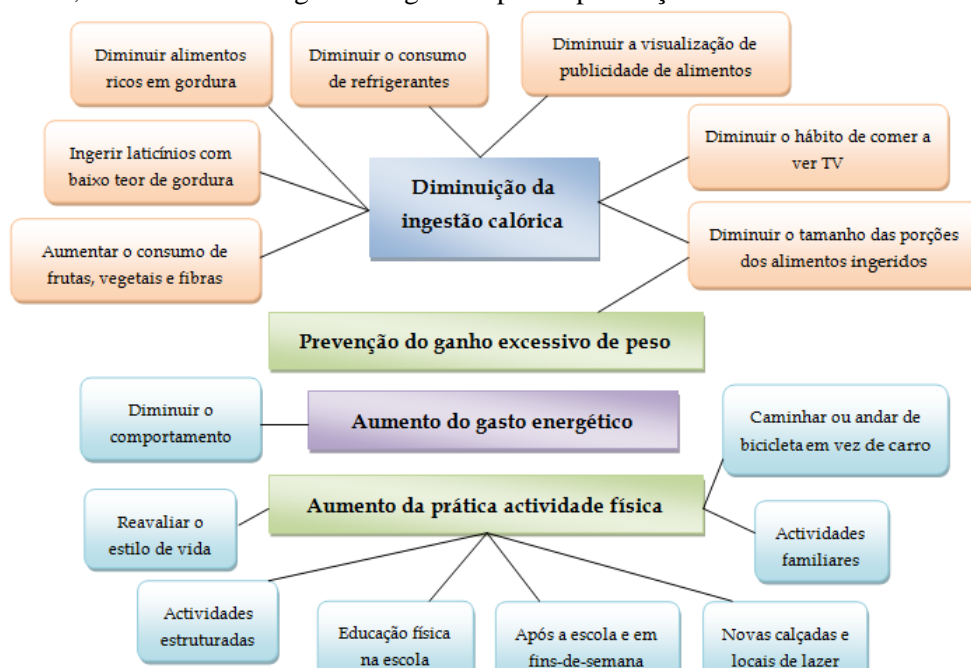 Diminuir alimentos
ricos em gordura
Diminuir o consumo
de refrigerantes
Diminuir a visualização de
publicidade de alimentos
Ingerir laticínios com
baixo teor de gordura
Diminuição da
ingestão calórica
Diminuir o hábito de comer a
ver TV
Aumentar o consumo de
frutas, vegetais e fibras
Diminuir o tamanho das porções
dos alimentos ingeridos
Prevenção do ganho excessivo de peso
Diminuir o
comportamento
Aumento do gasto energético
Caminhar ou andar de
bicicleta em vez de carro
Aumento da prática actividade física
Reavaliar o
estilo de vida
Actividades
familiares
Actividades
estruturadas
Educação física
na escola
Após a escola e em
fins-de-semana
Novas calçadas e
locais de lazer